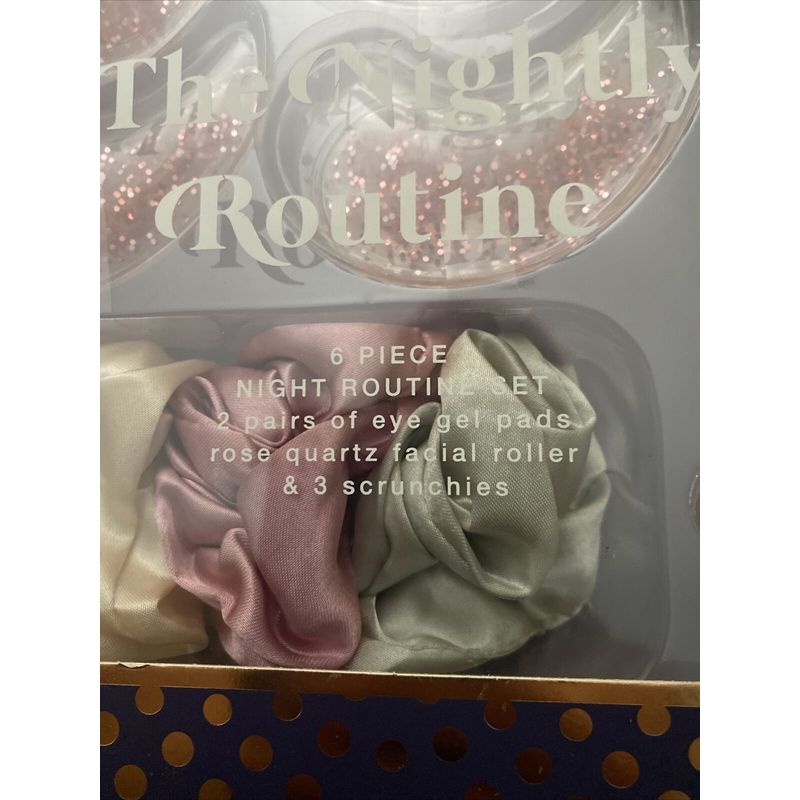 The Nightly
Routine
6 PIECE
NIGHT ROUTINE SET
2 pairs of eye gel pads
rose quartz facial roller
& 3 scrunchies